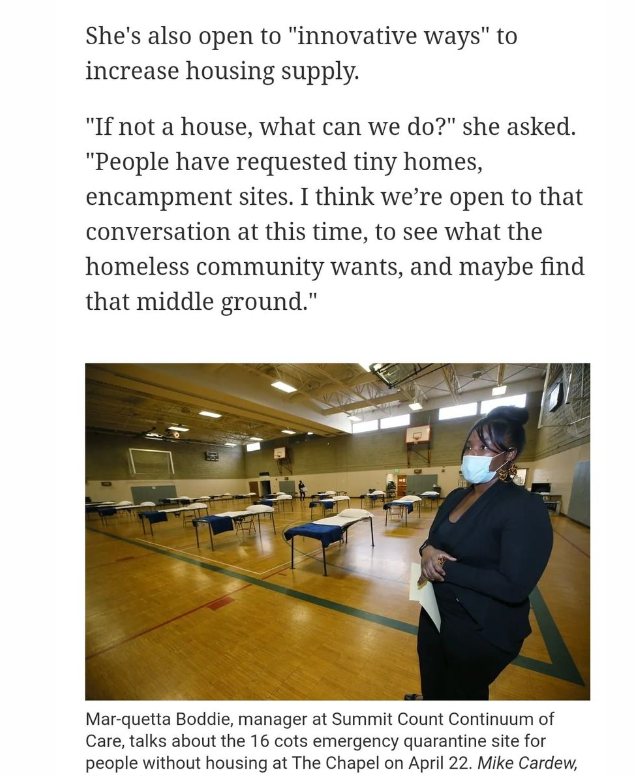 She's also open to "innovative ways" to
increase housing supply.
"If not a house, what can we do?" she asked.
"People have requested tiny homes,
encampment sites. I think we’re open to that
conversation at this time, to see what the
homeless community wants, and maybe find
that middle ground."
Mar-quetta Boddie, manager at Summit Count Continuum of
Care, talks about the 16 cots emergency quarantine site for
people without housing at The Chapel on April 22. Mike Cardew,